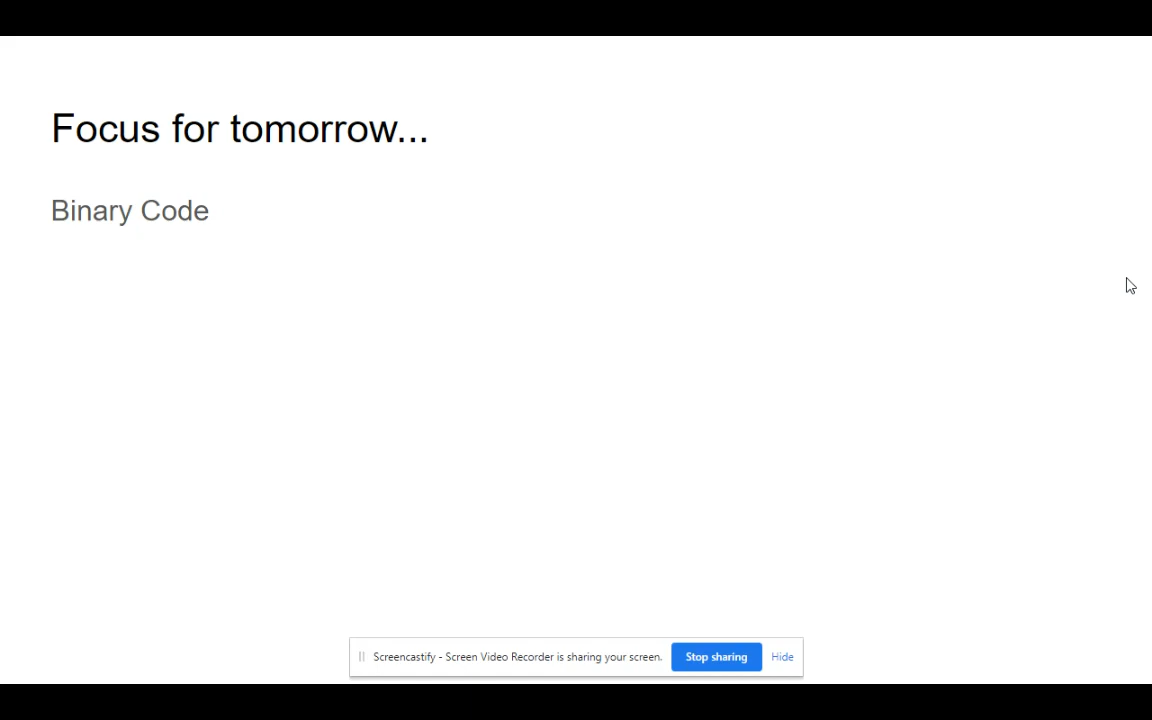 Focus for tomorrow...
Binary Code
Screencastify - Screen Video Recorder is sharing your screen. Stop sharing Hide